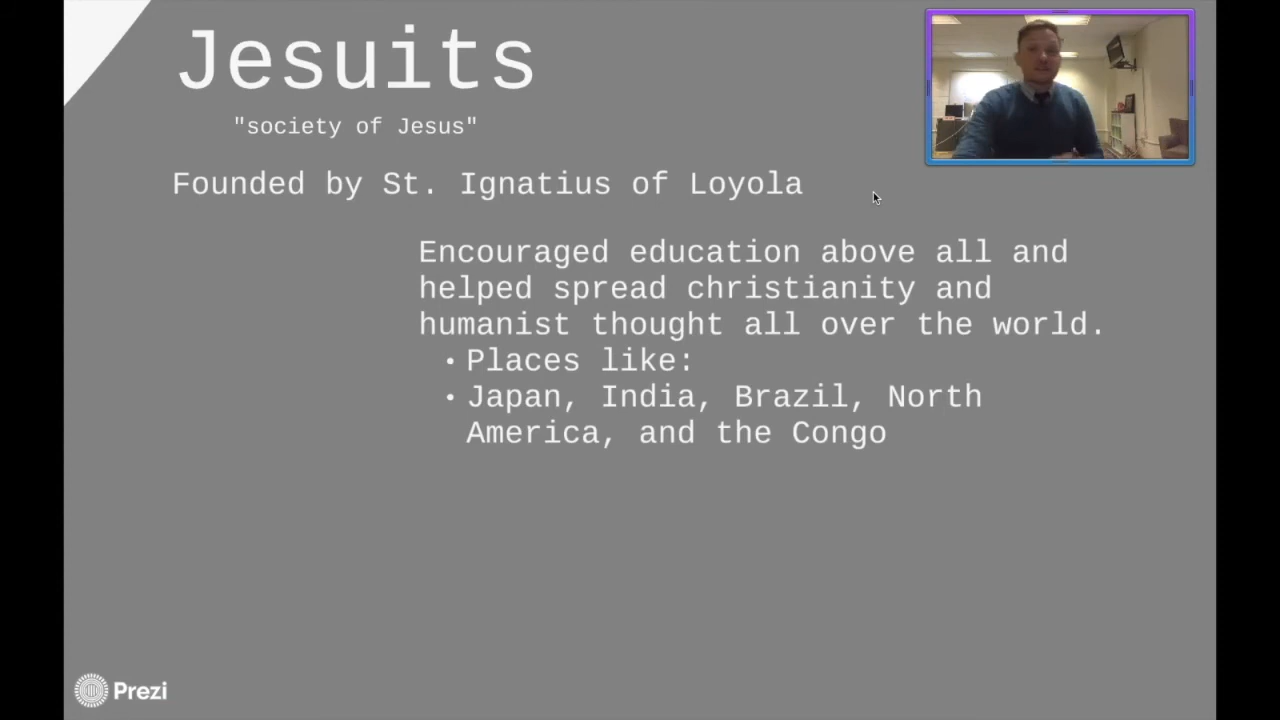 Jesuits
"society of Jesus"
Founded by St. Ignatius of Loyola
Encouraged education above all and
helped spread christianity and
humanist thought all over the world.
• Places like:
• Japan, India, Brazil, North
America, and the Congo
Prezi